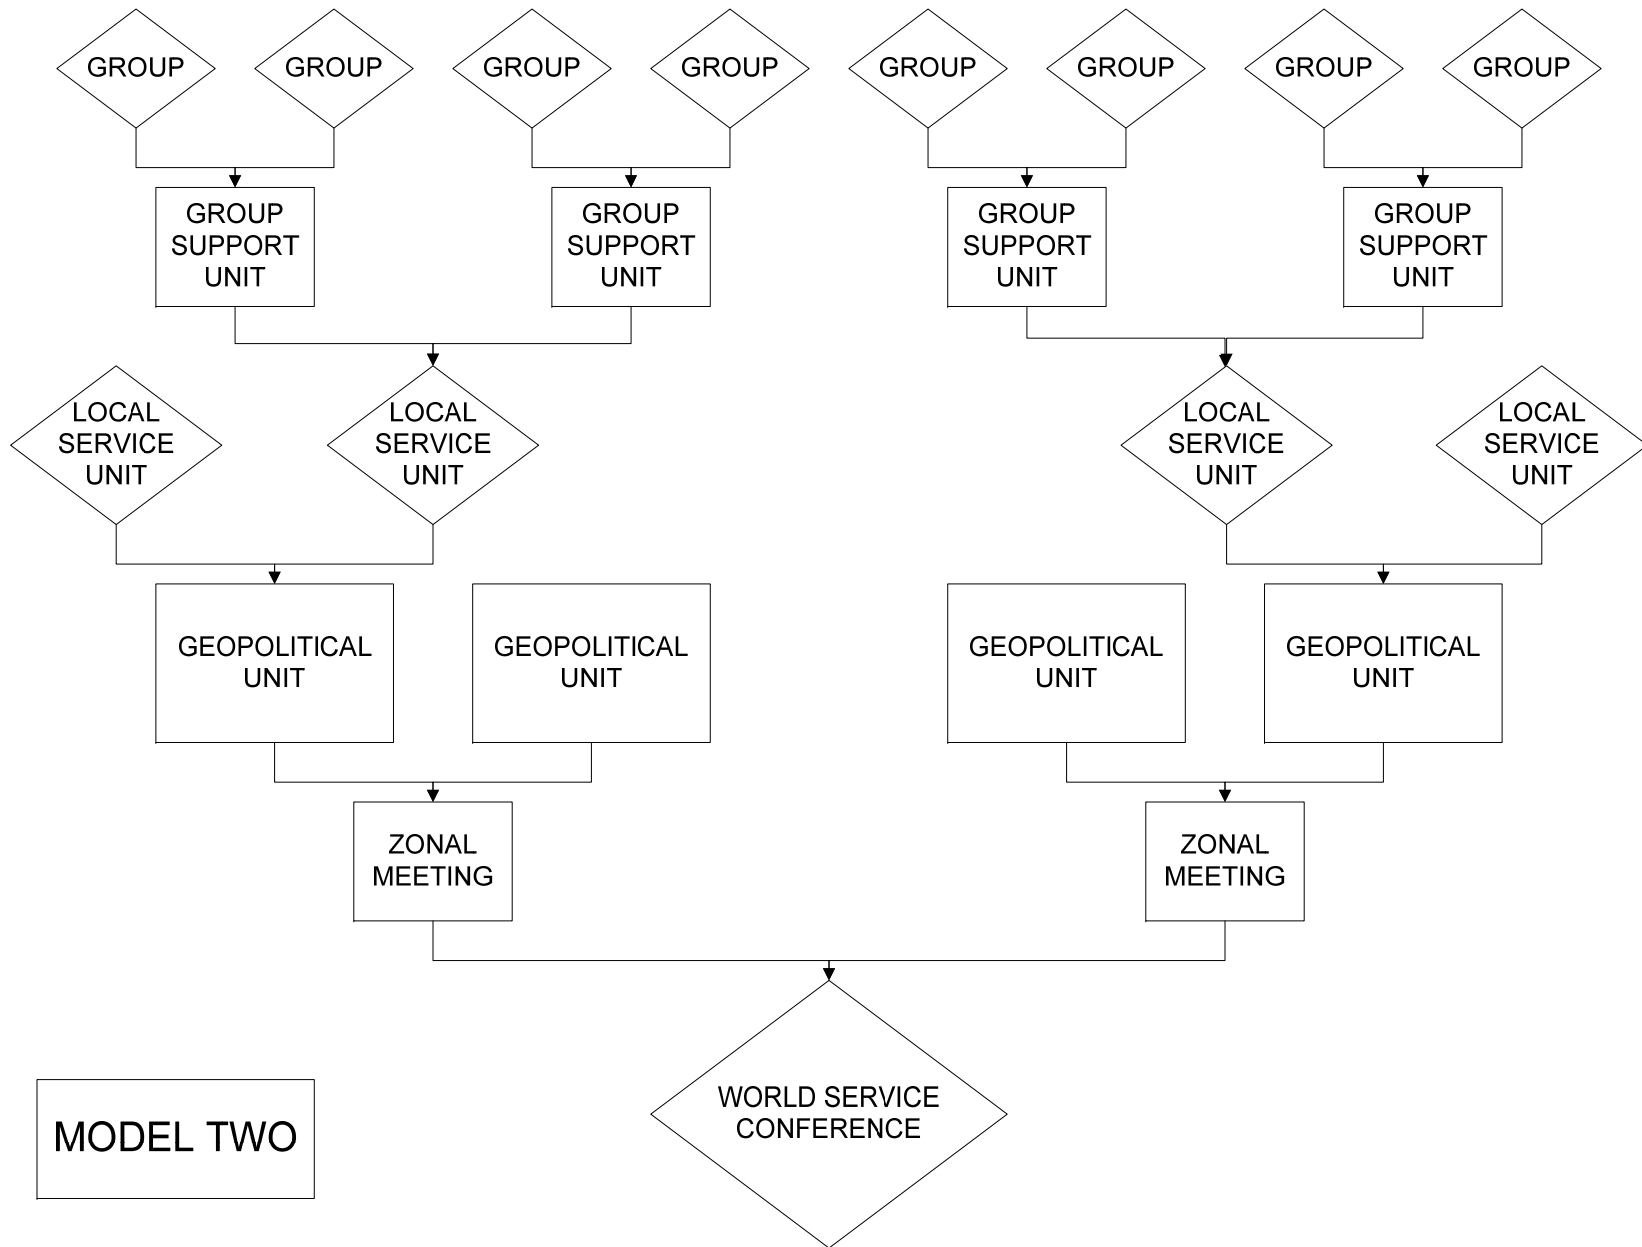 GROUP
GROUP
GROUP
GROUP
GROUP
GROUP
GROUP
GROUP
GROUP
SUPPORT
UNIT
GROUP
SUPPORT
UNIT
GROUP
SUPPORT
UNIT
GROUP
SUPPORT
UNIT
LOCAL
SERVICE
UNIT
LOCAL
SERVICE
UNIT
LOCAL
SERVICE
UNIT
LOCAL
SERVICE
UNIT
GEOPOLITICAL
UNIT
GEOPOLITICAL
UNIT
GEOPOLITICAL
UNIT
GEOPOLITICAL
UNIT
ZONAL
MEETING
ZONAL
MEETING
WORLD SERVICE
CONFERENCE
MODEL TWO